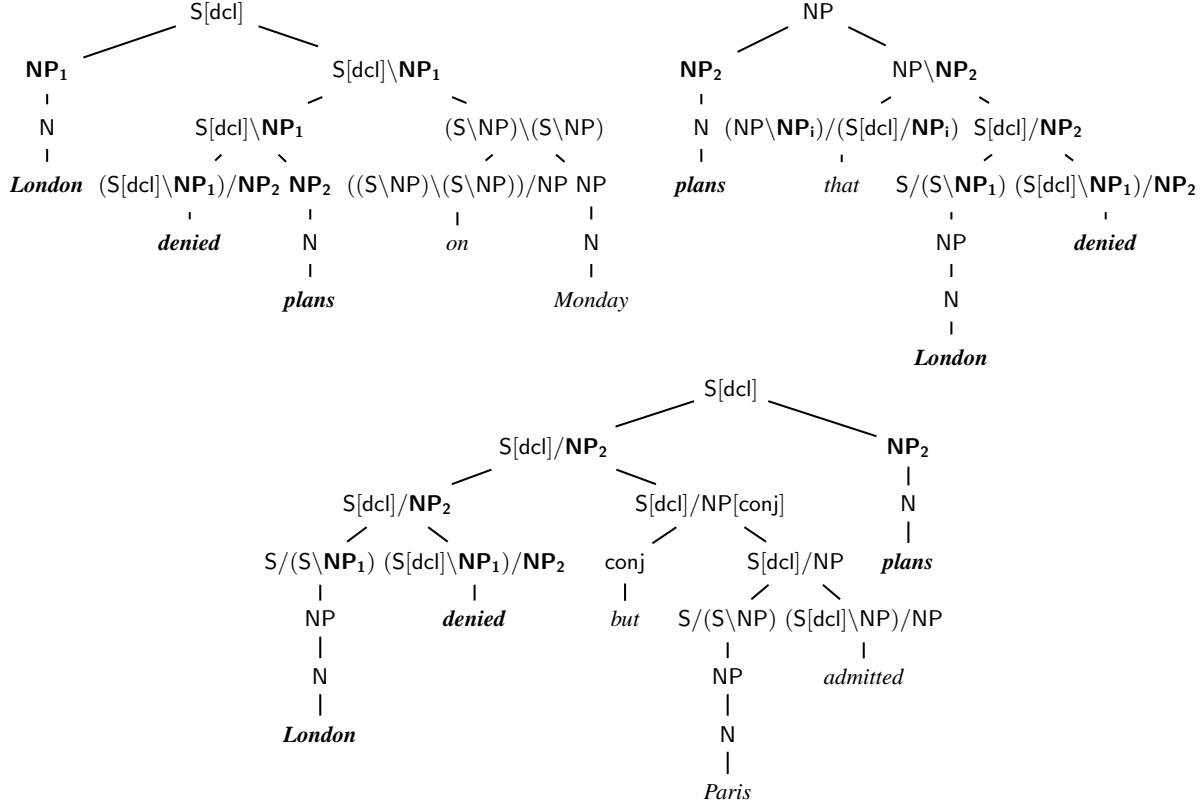 S[dcl]
NP₁ S[dcl]\NP₁
N S[dcl]\NP₁ (S\NP)\(S\NP)
London (S[dcl]\NP₁)/NP₂ NP₂ ((S\NP)\(S\NP))/NP NP
denied N on N
plans Monday
NP
NP₂ NP\NP₂
N (NP\NPᵢ)/(S[dcl]/NPᵢ) S[dcl]/NP₂
plans that S/(S\NP₁) (S[dcl]\NP₁)/NP₂
NP denied
N
London
S[dcl]
S[dcl]/NP₂ NP₂
S[dcl]/NP₂ S[dcl]/NP[conj] N
S/(S\NP₁) (S[dcl]\NP₁)/NP₂ conj S[dcl]/NP plans
NP denied but S/(S\NP) (S[dcl]\NP)/NP
N NP admitted
London N
Paris